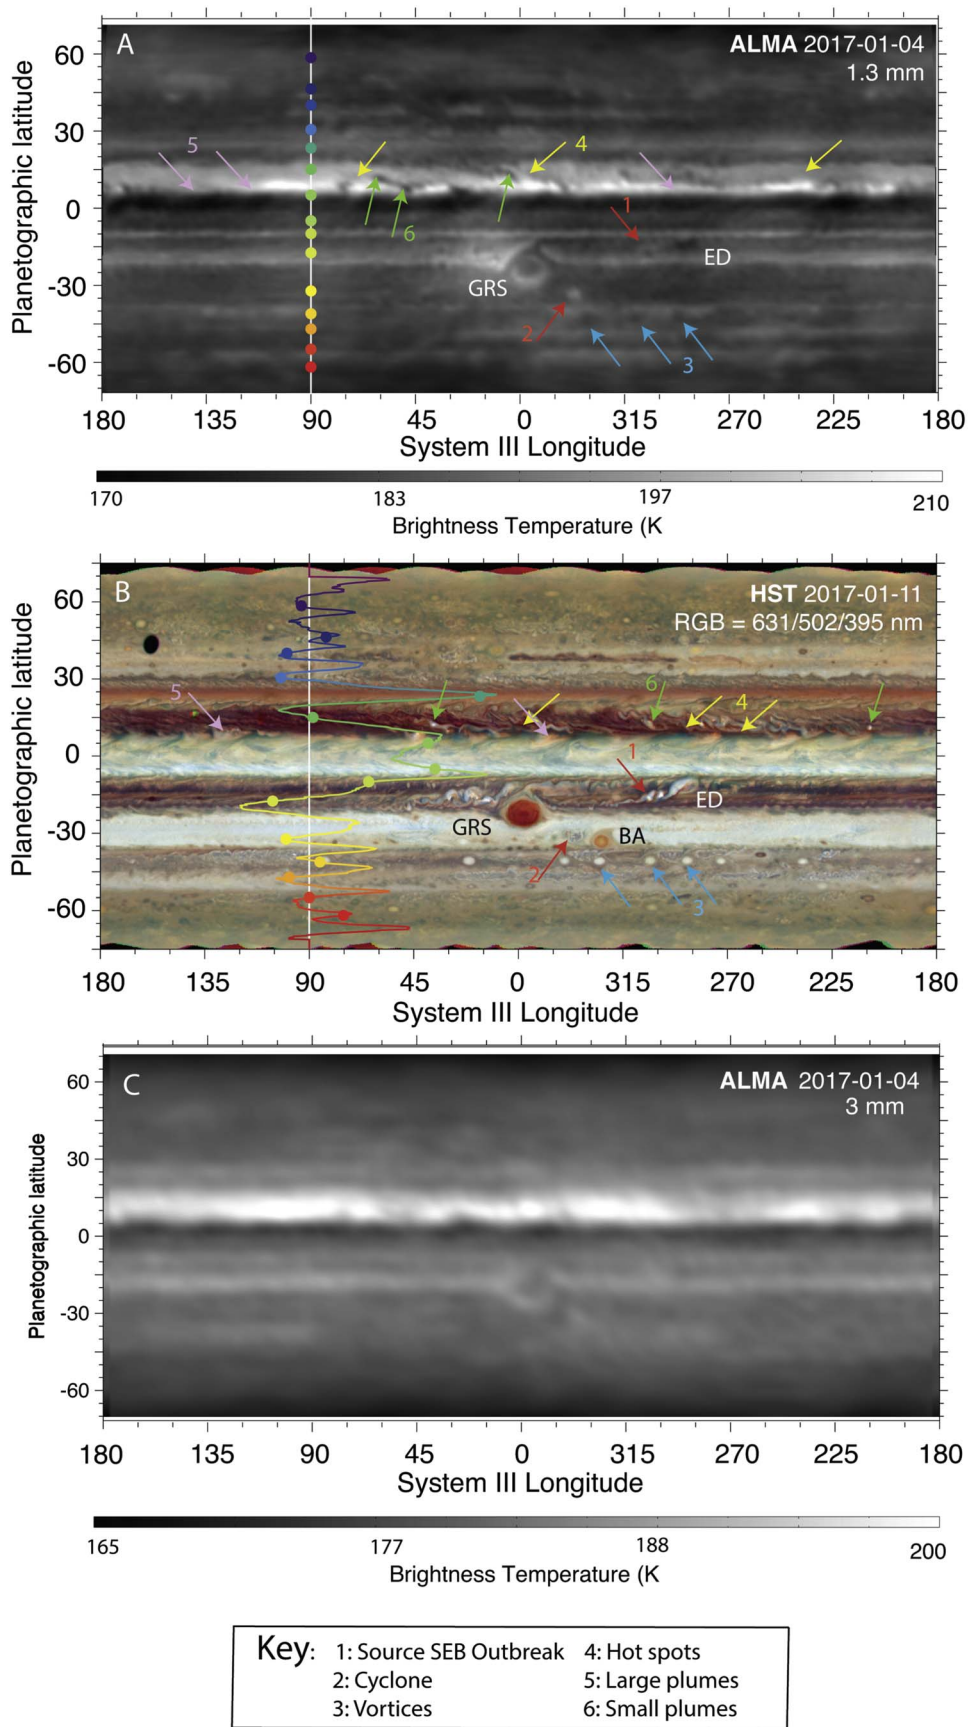 A
ALMA 2017-01-04
1.3 mm
60
30
0
-30
-60
Planetographic latitude
5
4
6
1
ED
GRS
2
3
180 135 90 45 0 315 270 225 180
System III Longitude
170 183 197 210
Brightness Temperature (K
B
HST 2017-01-11
RGB = 631/502/395 nm
60
30
0
-30
-60
Planetographic latitude
5
6
4
1
ED
GRS
BA
2
3
180 135 90 45 0 315 270 225 180
System III Longitude
C
ALMA 2017-01-04
3 mm
60
30
0
-30
-60
Planetographic latitude
180 135 90 45 0 315 270 225 180
System III Longitude
165 177 188 200
Brightness Temperature (K
Key: 1: Source SEB Outbreak 4: Hot spots
2: Cyclone 5: Large plumes
3: Vortices 6: Small plumes